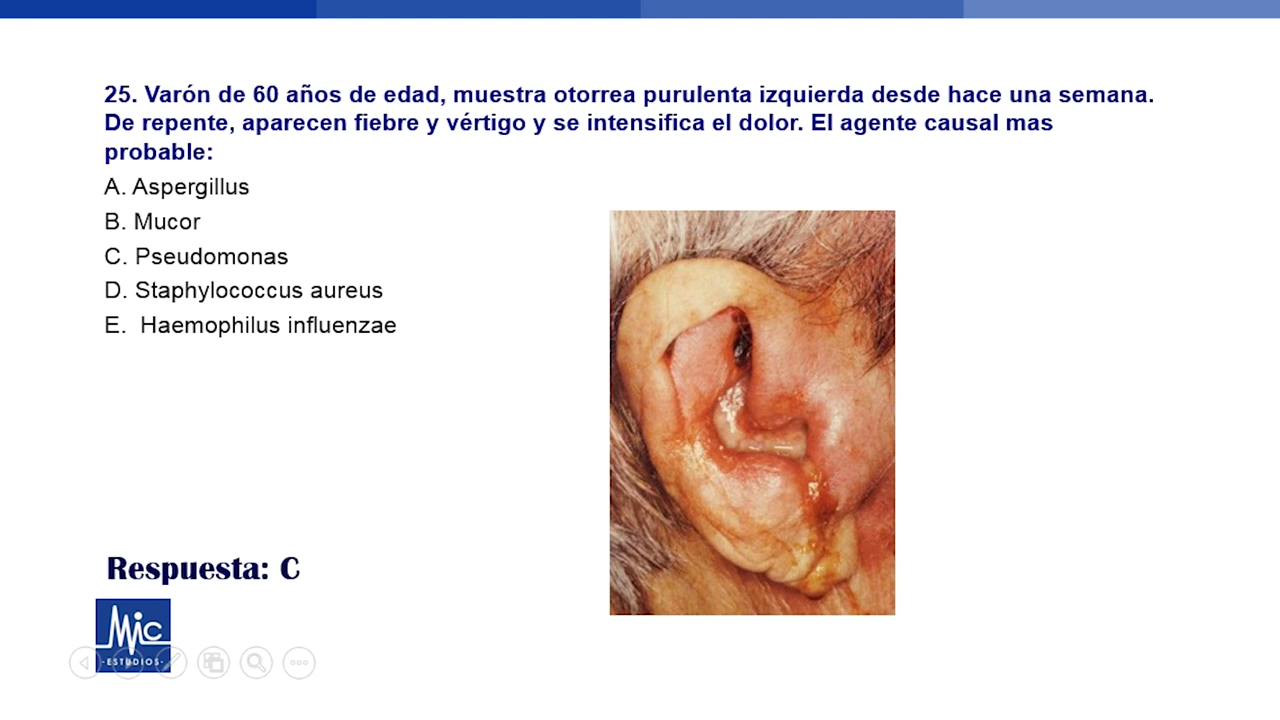 25. Varón de 60 años de edad, muestra otorrea purulenta izquierda desde hace una semana.
De repente, aparecen fiebre y vértigo y se intensifica el dolor. El agente causal mas
probable:
A. Aspergillus
B. Mucor
C. Pseudomonas
D. Staphylococcus aureus
E. Haemophilus influenzae
Respuesta: C
Mic
-ESTUDIOS-